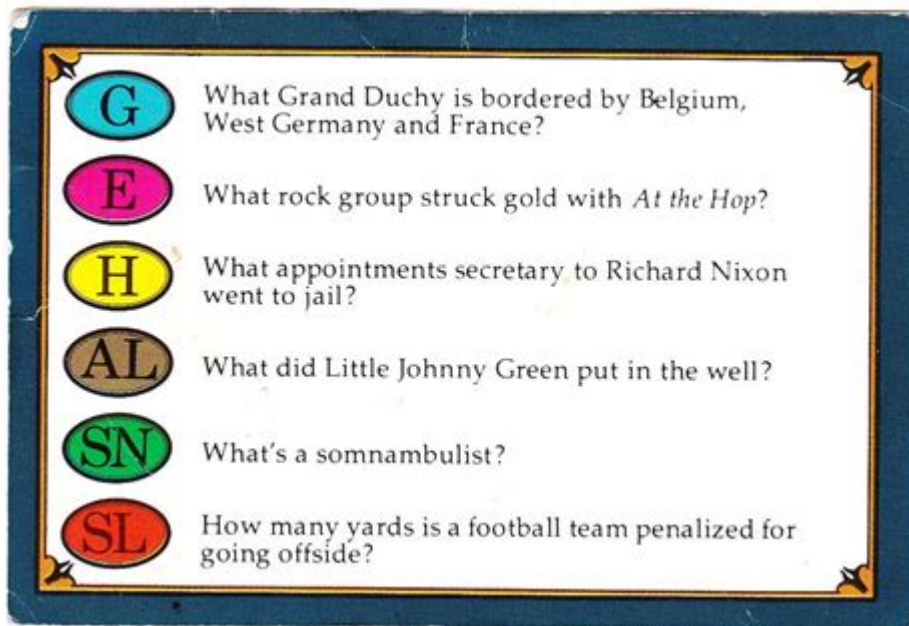 G What Grand Duchy is bordered by Belgium,
West Germany and France?
E What rock group struck gold with At the Hop?
H What appointments secretary to Richard Nixon
went to jail?
AL What did Little Johnny Green put in the well?
SN What's a somnambulist?
SL How many yards is a football team penalized for
going offside?